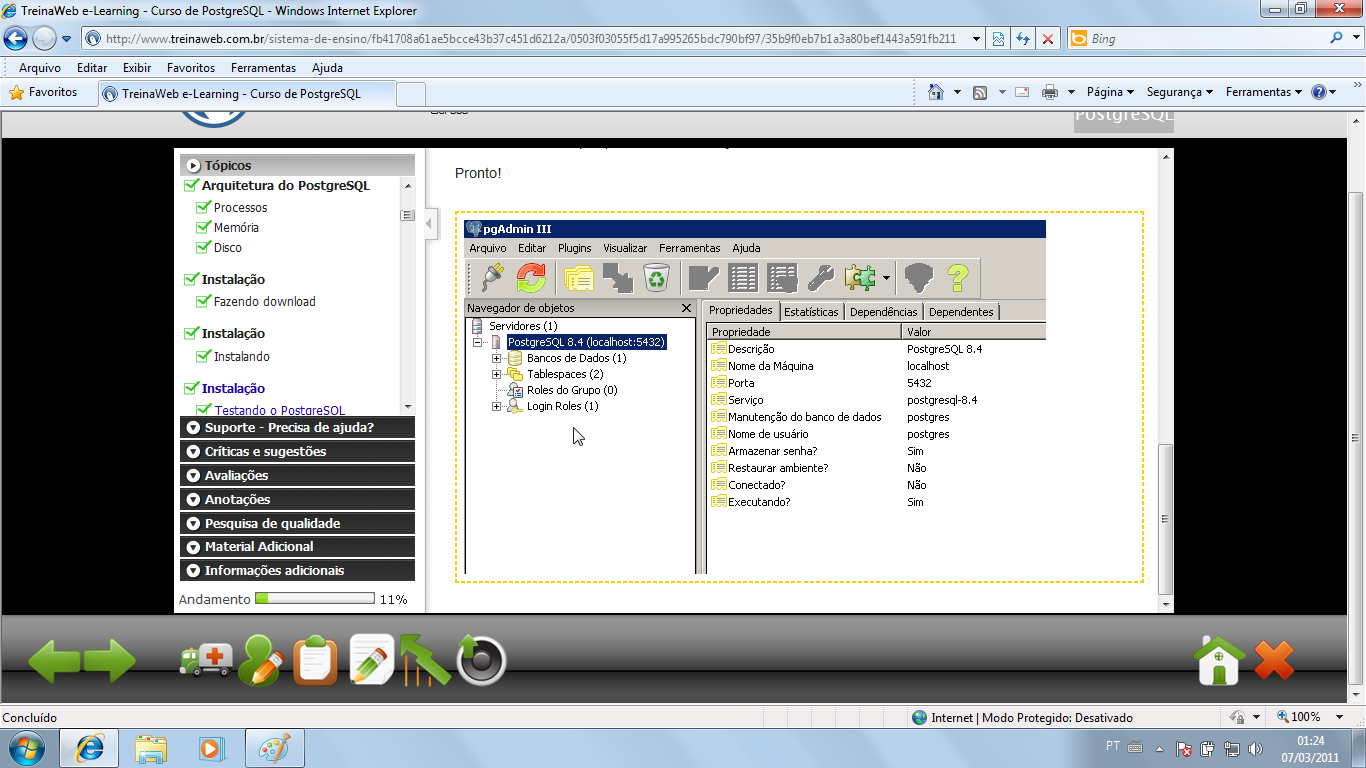 TreinaWeb e-Learning - Curso de PostgreSQL - Windows Internet Explorer
http://www.treinaweb.com.br/sistema-de-ensino/fb41708a61ae5bcce43b37c451d6212a/0503f03055f5d17a995265bcd790bf97/35b9f0eb7b1a3a80bef1443a591fb211
Bing
Arquivo Editar Exibir Favoritos Ferramentas Ajuda
Favoritos
TreinaWeb e-Learning - Curso de PostgreSQL
Página Segurança Ferramentas
PostgreSQL
Tópicos
Arquitetura do PostgreSQL
Processos
Memória
Disco
Instalação
Fazendo download
Instalação
Instalando
Instalação
Testando o PostgreSQL
Suporte - Precisa de ajuda?
Críticas e sugestões
Avaliações
Anotações
Pesquisa de qualidade
Material Adicional
Informações adicionais
Andamento 11%
Pronto!
pgAdmin III
Arquivo Editar Plugins Visualizar Ferramentas Ajuda
Navegador de objetos
Servidores (1)
PostgreSQL 8.4 (localhost:5432)
Bancos de Dados (1)
Tablespaces (2)
Roles do Grupo (0)
Login Roles (1)
Propriedades Estatísticas Dependências Dependentes
Propriedade Valor
Descrição PostgreSQL 8.4
Nome da Máquina localhost
Porta 5432
Serviço postgresql-8.4
Manutenção do banco de dados postgres
Nome de usuário postgres
Armazenar senha? Sim
Restaurar ambiente? Não
Conectado? Não
Executando? Sim
Concluído
Internet | Modo Protegido: Desativado
100%
PT
01:24
07/03/2011